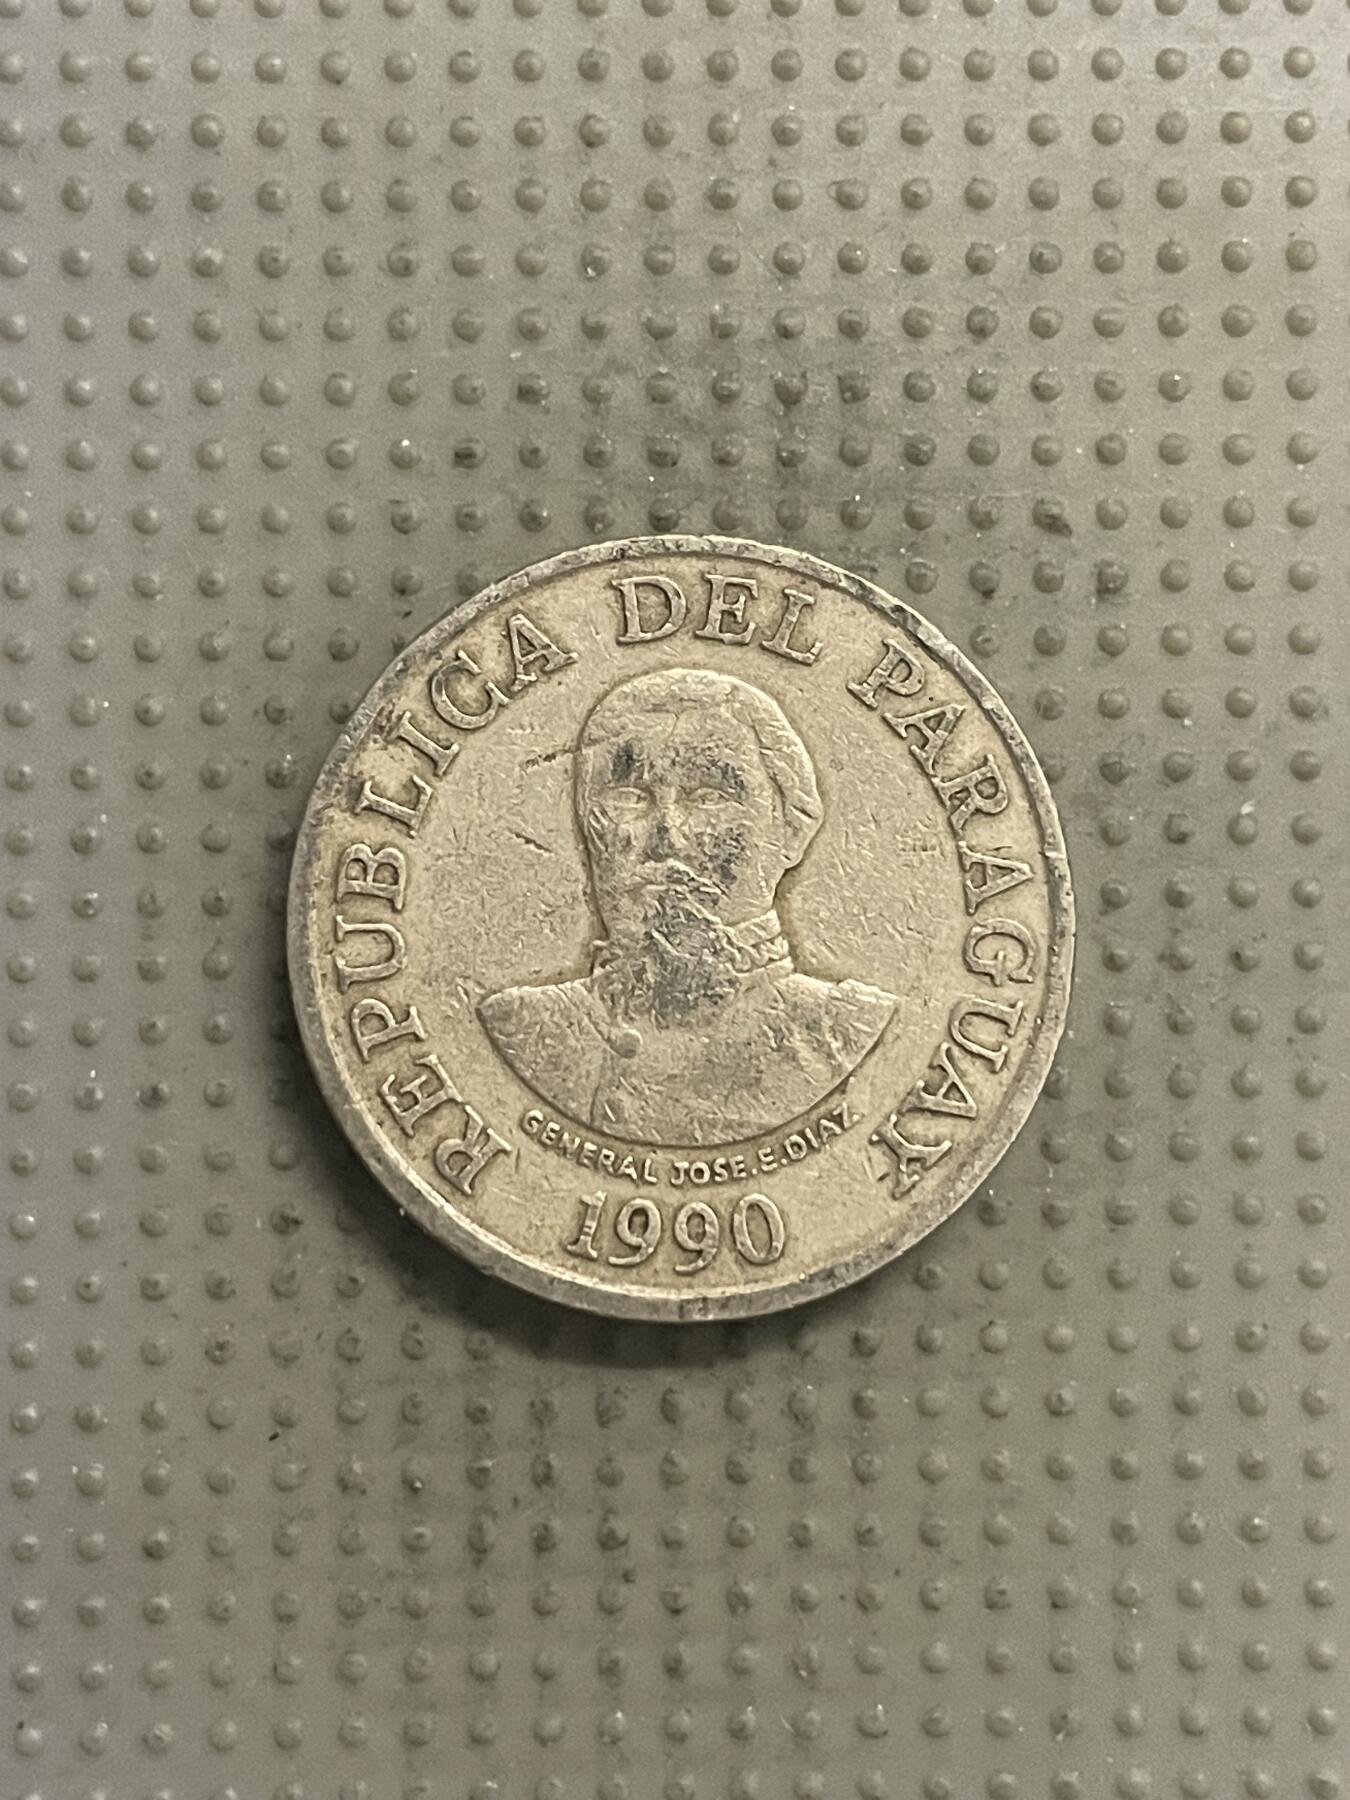 REPUBLICA DEL PARAGUAY
GENERAL JOSE.E.DIAZ
1990